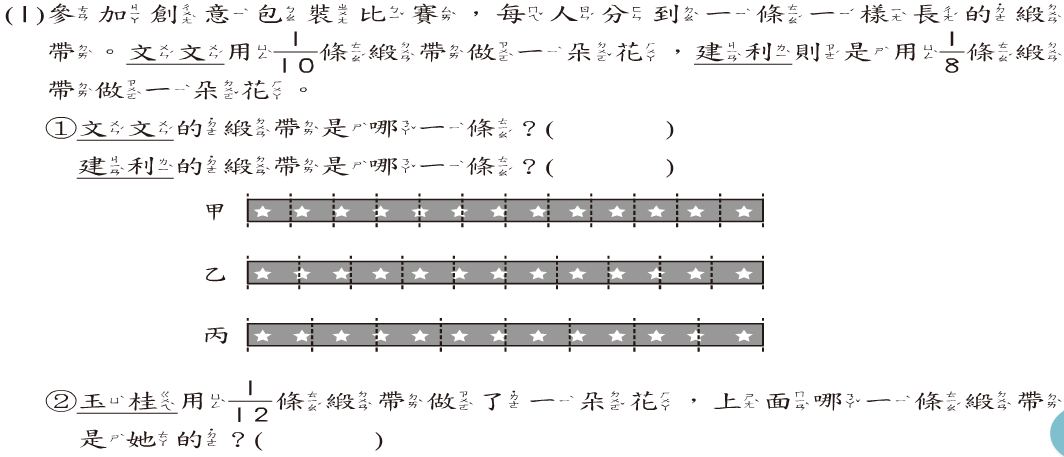 (1)參加創意包裝比賽，每人分到一條一樣長的緞
帶。文文用1/10條緞帶做一朵花，建利則是用1/8條緞
帶做一朵花。
①文文的緞帶是哪一條？(　　　)
建利的緞帶是哪一條？(　　　)
甲
乙
丙
②玉桂用1/12條緞帶做了一朵花，上面哪一條緞帶
是她的？(　　　)